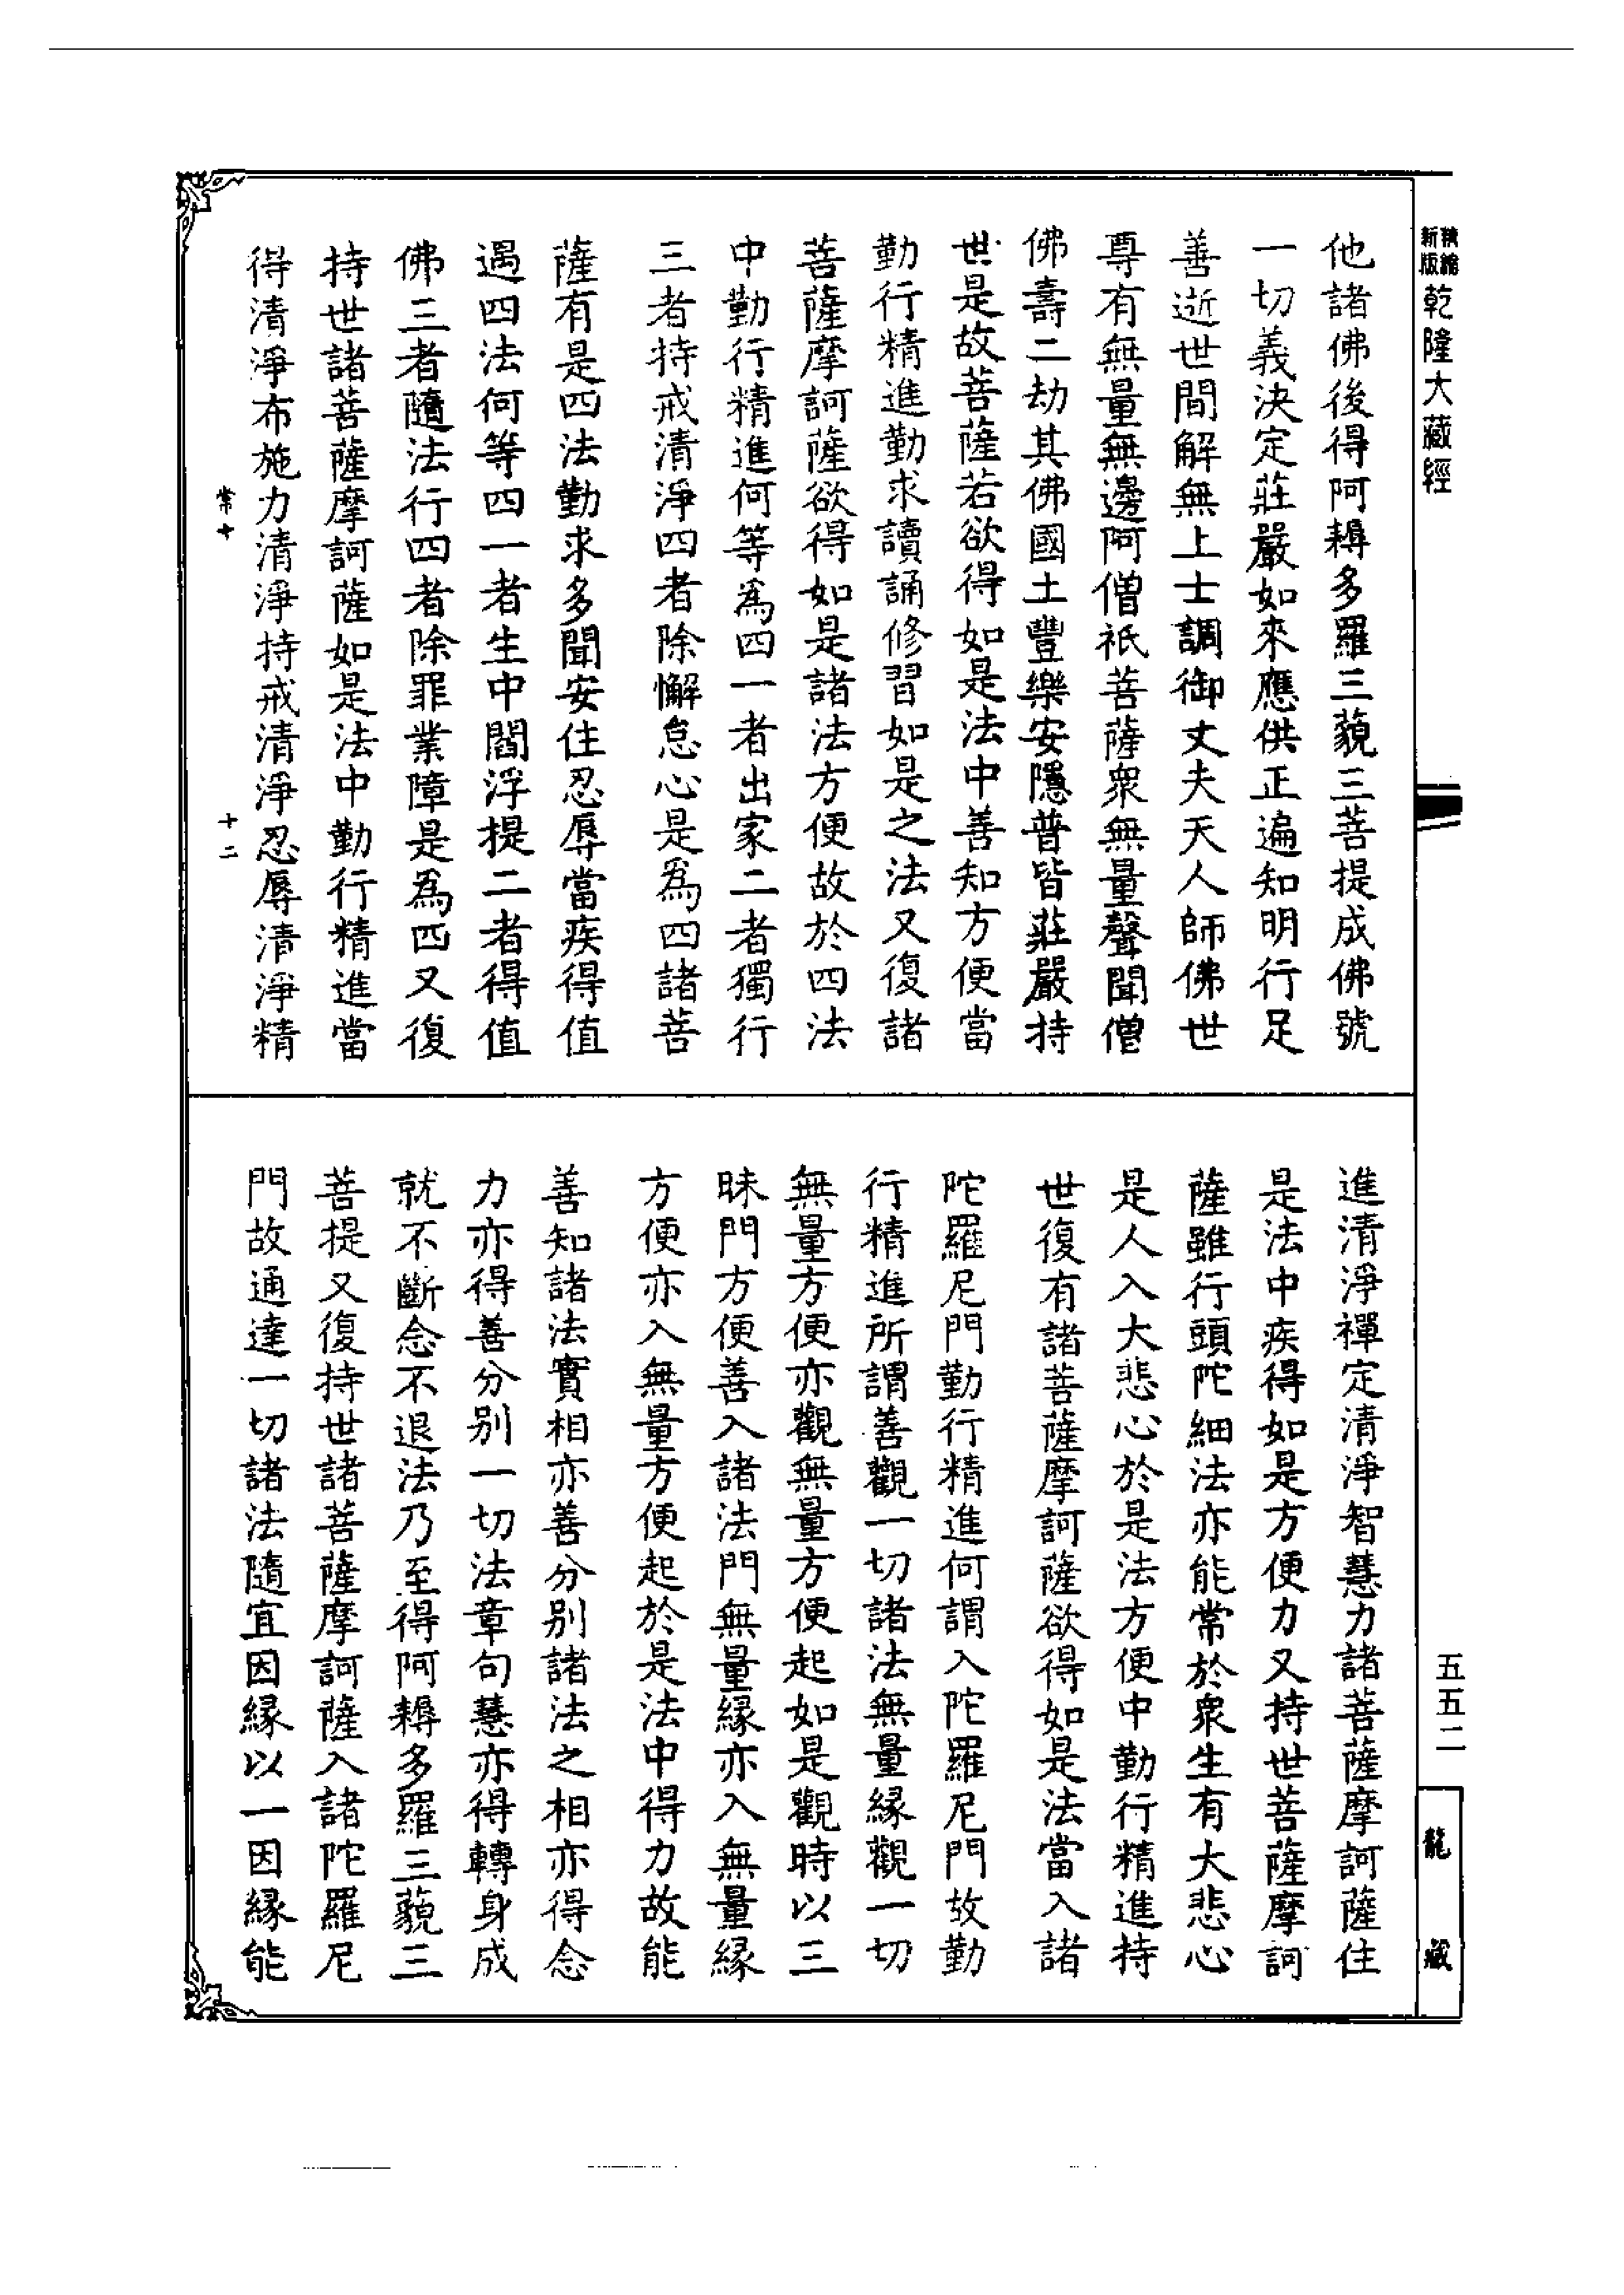 精縮
新版
乾隆大藏經
他諸佛後得阿耨多羅三藐三菩提成佛號
一切義決定莊嚴如來應供正遍知明行足
善逝世間解無上士調御丈夫天人師佛世
尊有無量無邊阿僧祇菩薩衆無量聲聞僧
佛壽二劫其佛國土豐樂安隱普皆莊嚴持
世是故菩薩若欲得如是法中善知方便當
勤行精進勤求讀誦修習如是之法又復諸
菩薩摩訶薩欲得如是諸法方便故於四法
中勤行精進何等爲四一者出家二者獨行
三者持戒清淨四者除懈怠心是爲四諸菩
薩有是四法勤求多聞安住忍辱當疾得值
遇四法何等四一者生中閻浮提二者得值
佛三者隨法行四者除罪業障是爲四又復
持世諸菩薩摩訶薩如是法中勤行精進當
得清淨布施力清淨持戒清淨忍辱清淨精
常十
十二
進清淨禪定清淨智慧力諸菩薩摩訶薩住
是法中疾得如是方便力又持世菩薩摩訶
薩雖行頭陀細法亦能常於衆生有大悲心
是人入大悲心於是法方便中勤行精進持
世復有諸菩薩摩訶薩欲得如是法當入諸
陀羅尼門勤行精進何謂入陀羅尼門故勤
行精進所謂善觀一切諸法無量緣觀一切
無量方便亦觀無量方便起如是觀時以三
昧門方便善入諸法門無量緣亦入無量緣
方便亦入無量方便起於是法中得力故能
善知諸法實相亦善分別諸法之相亦得念
力亦得善分別一切法章句慧亦得轉身成
就不斷念不退法乃至得阿耨多羅三藐三
菩提又復持世諸菩薩摩訶薩入諸陀羅尼
門故通達一切諸法隨宜因緣以一因緣能
五五二
龍藏